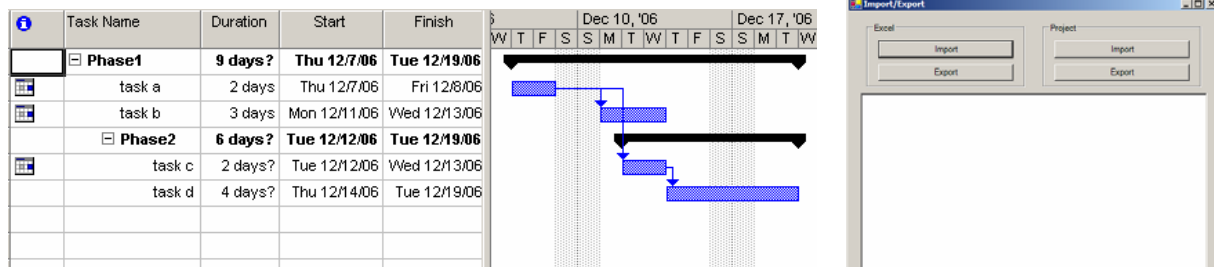 Task Name Duration Start Finish
Dec 10, '06 Dec 17, '06
W T F S S M T W T F S S M T W
Phase1 9 days? Thu 12/7/06 Tue 12/19/06
task a 2 days Thu 12/7/06 Fri 12/8/06
task b 3 days Mon 12/11/06 Wed 12/13/06
Phase2 6 days? Tue 12/12/06 Tue 12/19/06
task c 2 days? Tue 12/12/06 Wed 12/13/06
task d 4 days? Thu 12/14/06 Tue 12/19/06
Import/Export
Excel Project
Import Import
Export Export